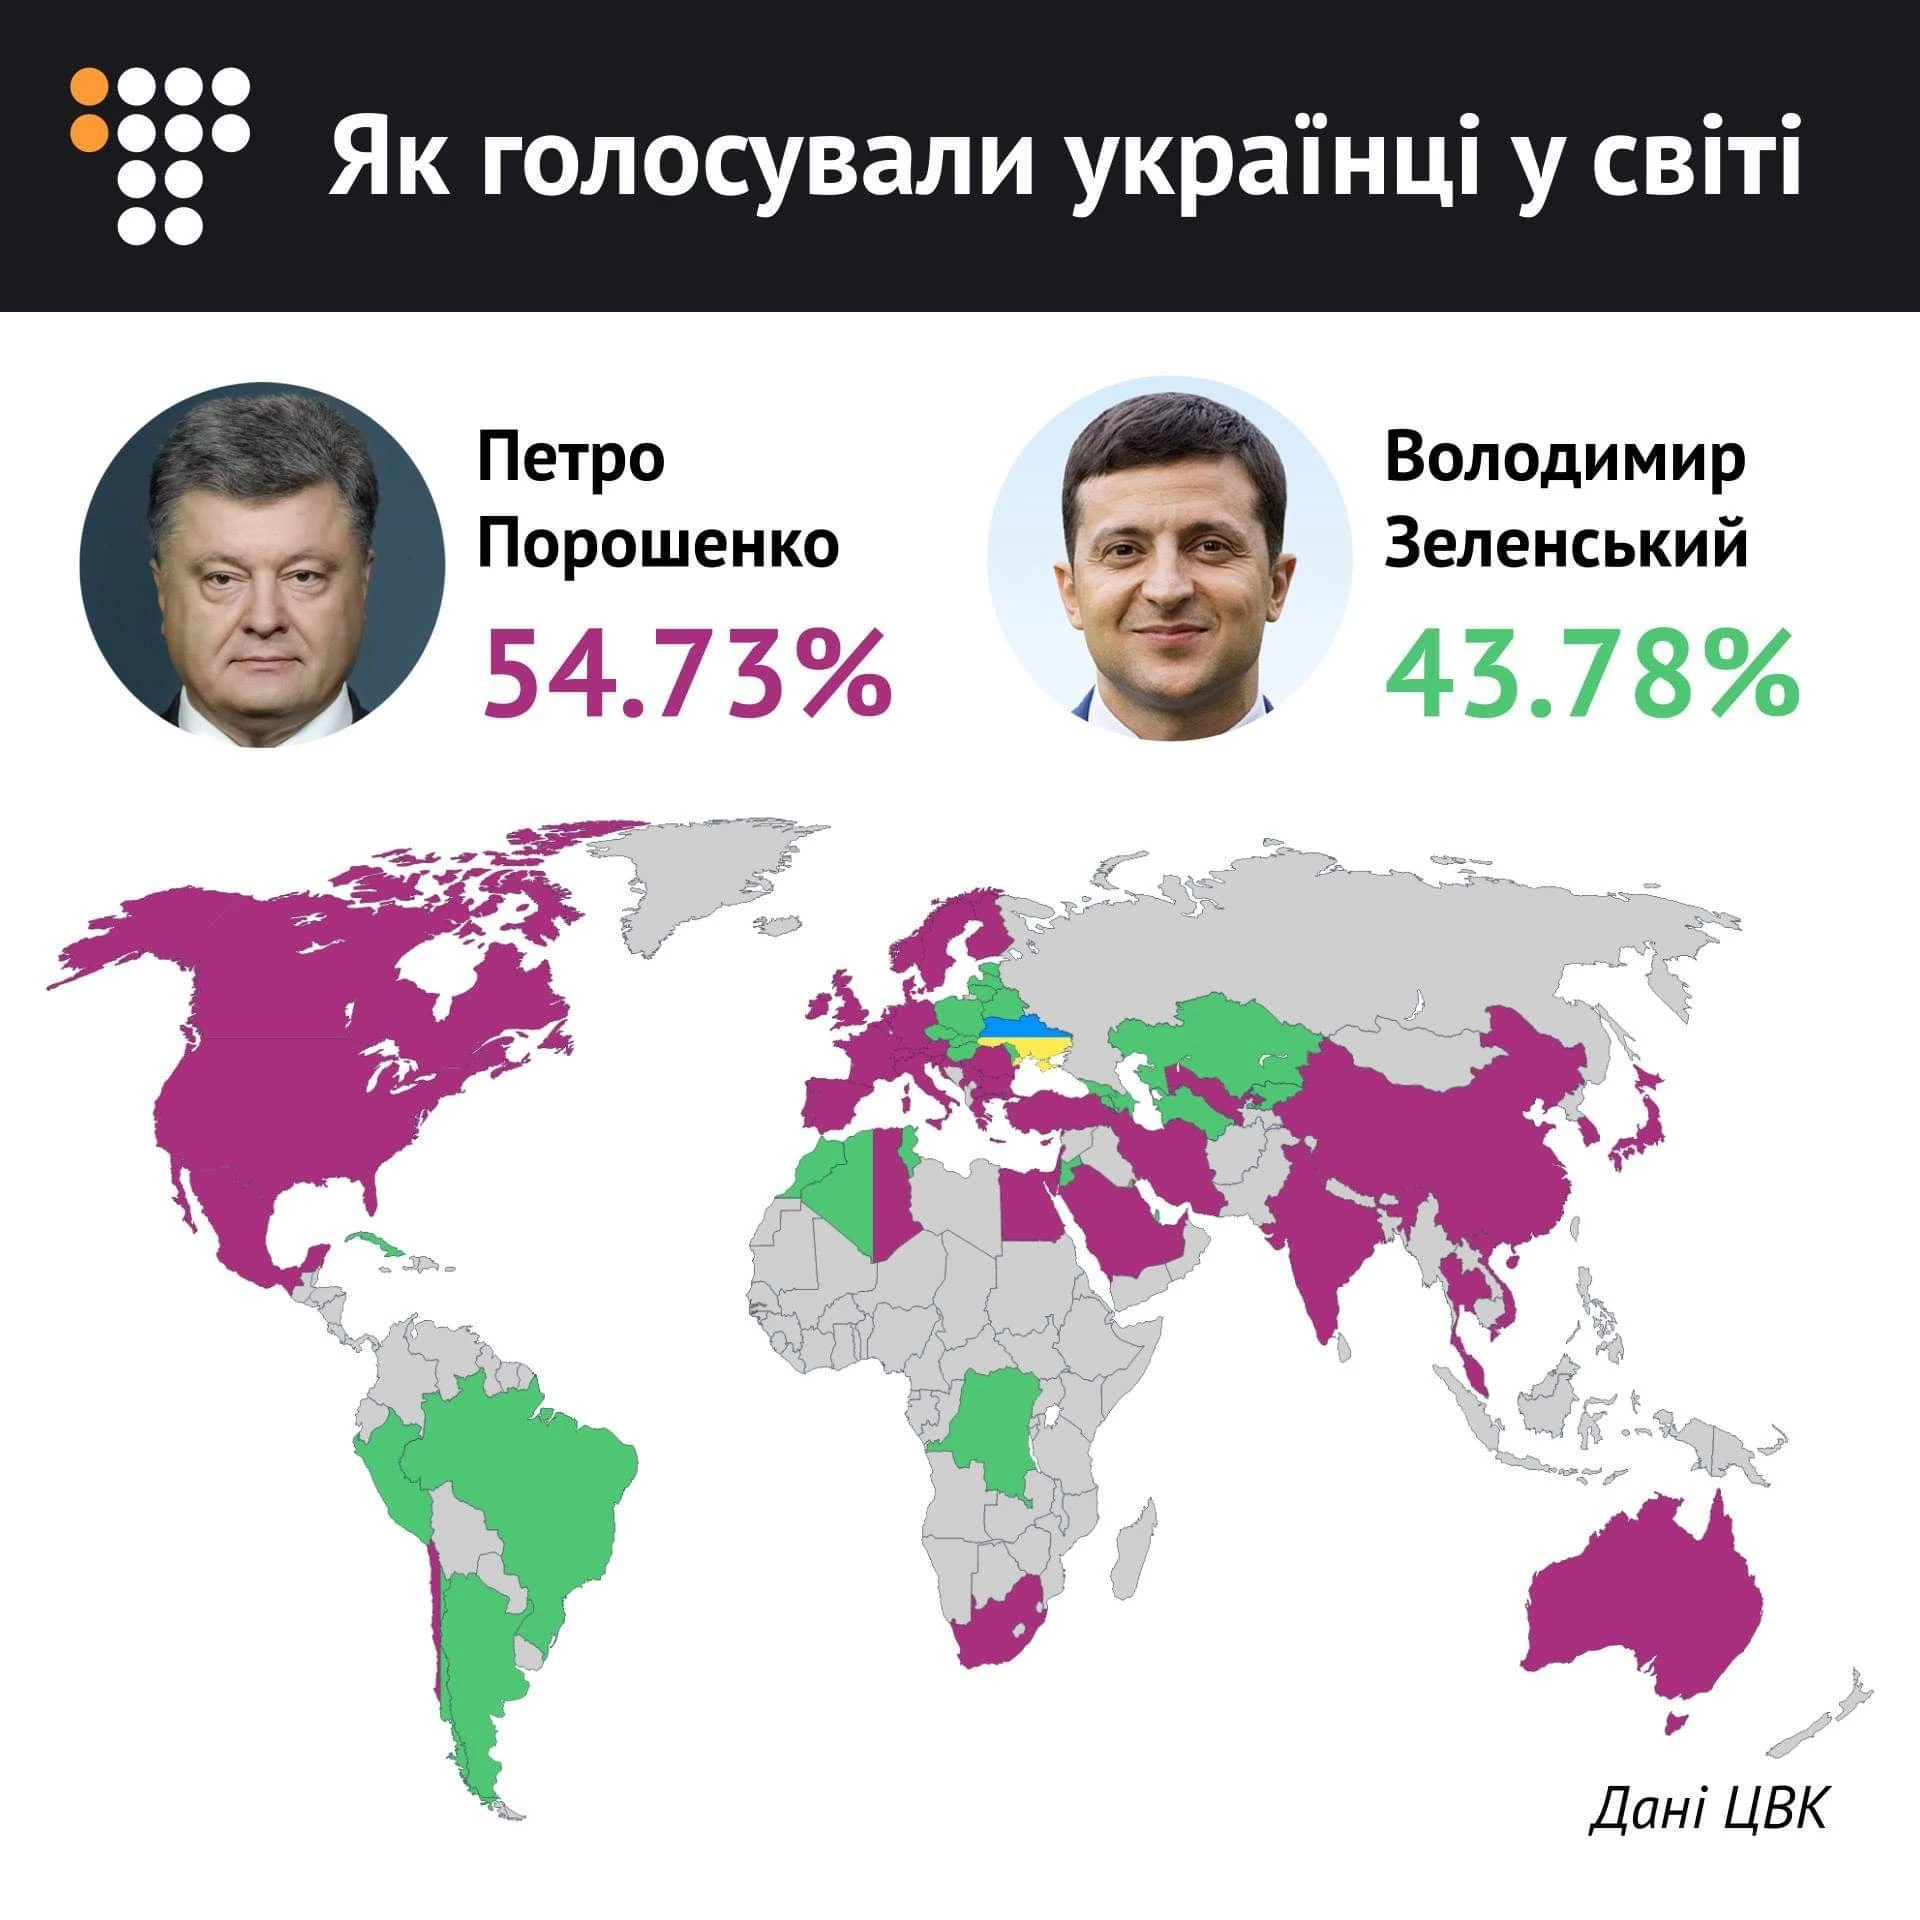 Як голосували українці у світі
Петро
Порошенко
54.73%
Володимир
Зеленський
43.78%
Дані ЦВК